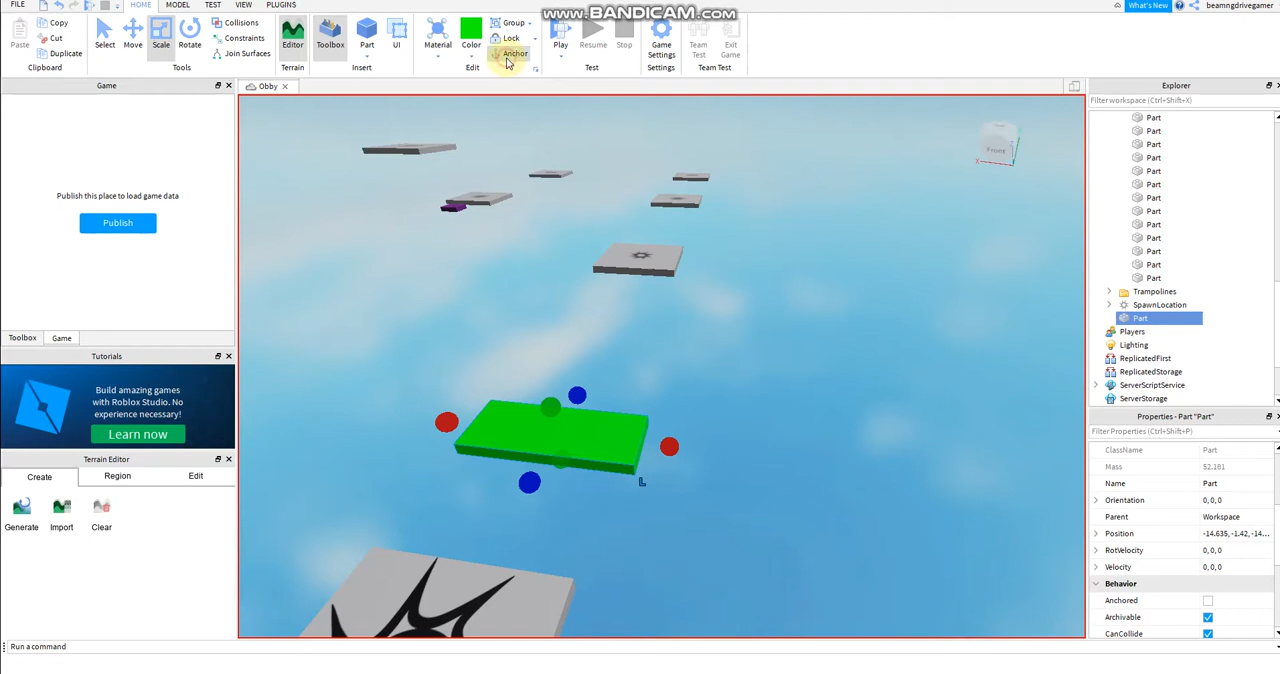 www.BANDICAM.com
FILE HOME MODEL TEST VIEW PLUGINS What's New beamngdrivegamer
Paste Copy Cut Duplicate Clipboard
Select Move Scale Rotate Collisions Constraints Join Surfaces Tools
Editor Terrain
Toolbox Part UI Insert
Material Color Group Lock Anchor Edit
Play Resume Stop Test
Game Settings Settings
Team Test Exit Game Team Test
Game
Publish this place to load game data
Publish
Toolbox Game
Tutorials
Build amazing games
with Roblox Studio. No
experience necessary!
Learn now
Terrain Editor
Create Region Edit
Generate Import Clear
Obby
Front
X
L
Explorer
Filter workspace (Ctrl+Shift+X)
Part
Part
Part
Part
Part
Part
Part
Part
Part
Part
Part
Part
Part
Trampolines
SpawnLocation
Part
Players
Lighting
ReplicatedFirst
ReplicatedStorage
ServerScriptService
ServerStorage
Properties - Part "Part"
Filter Properties (Ctrl+Shift+P)
ClassName Part
Mass 52.181
Name Part
Orientation 0, 0, 0
Parent Workspace
Position -14.635, -1.42, -14...
RotVelocity 0, 0, 0
Velocity 0, 0, 0
Behavior
Anchored
Archivable
CanCollide
Run a command